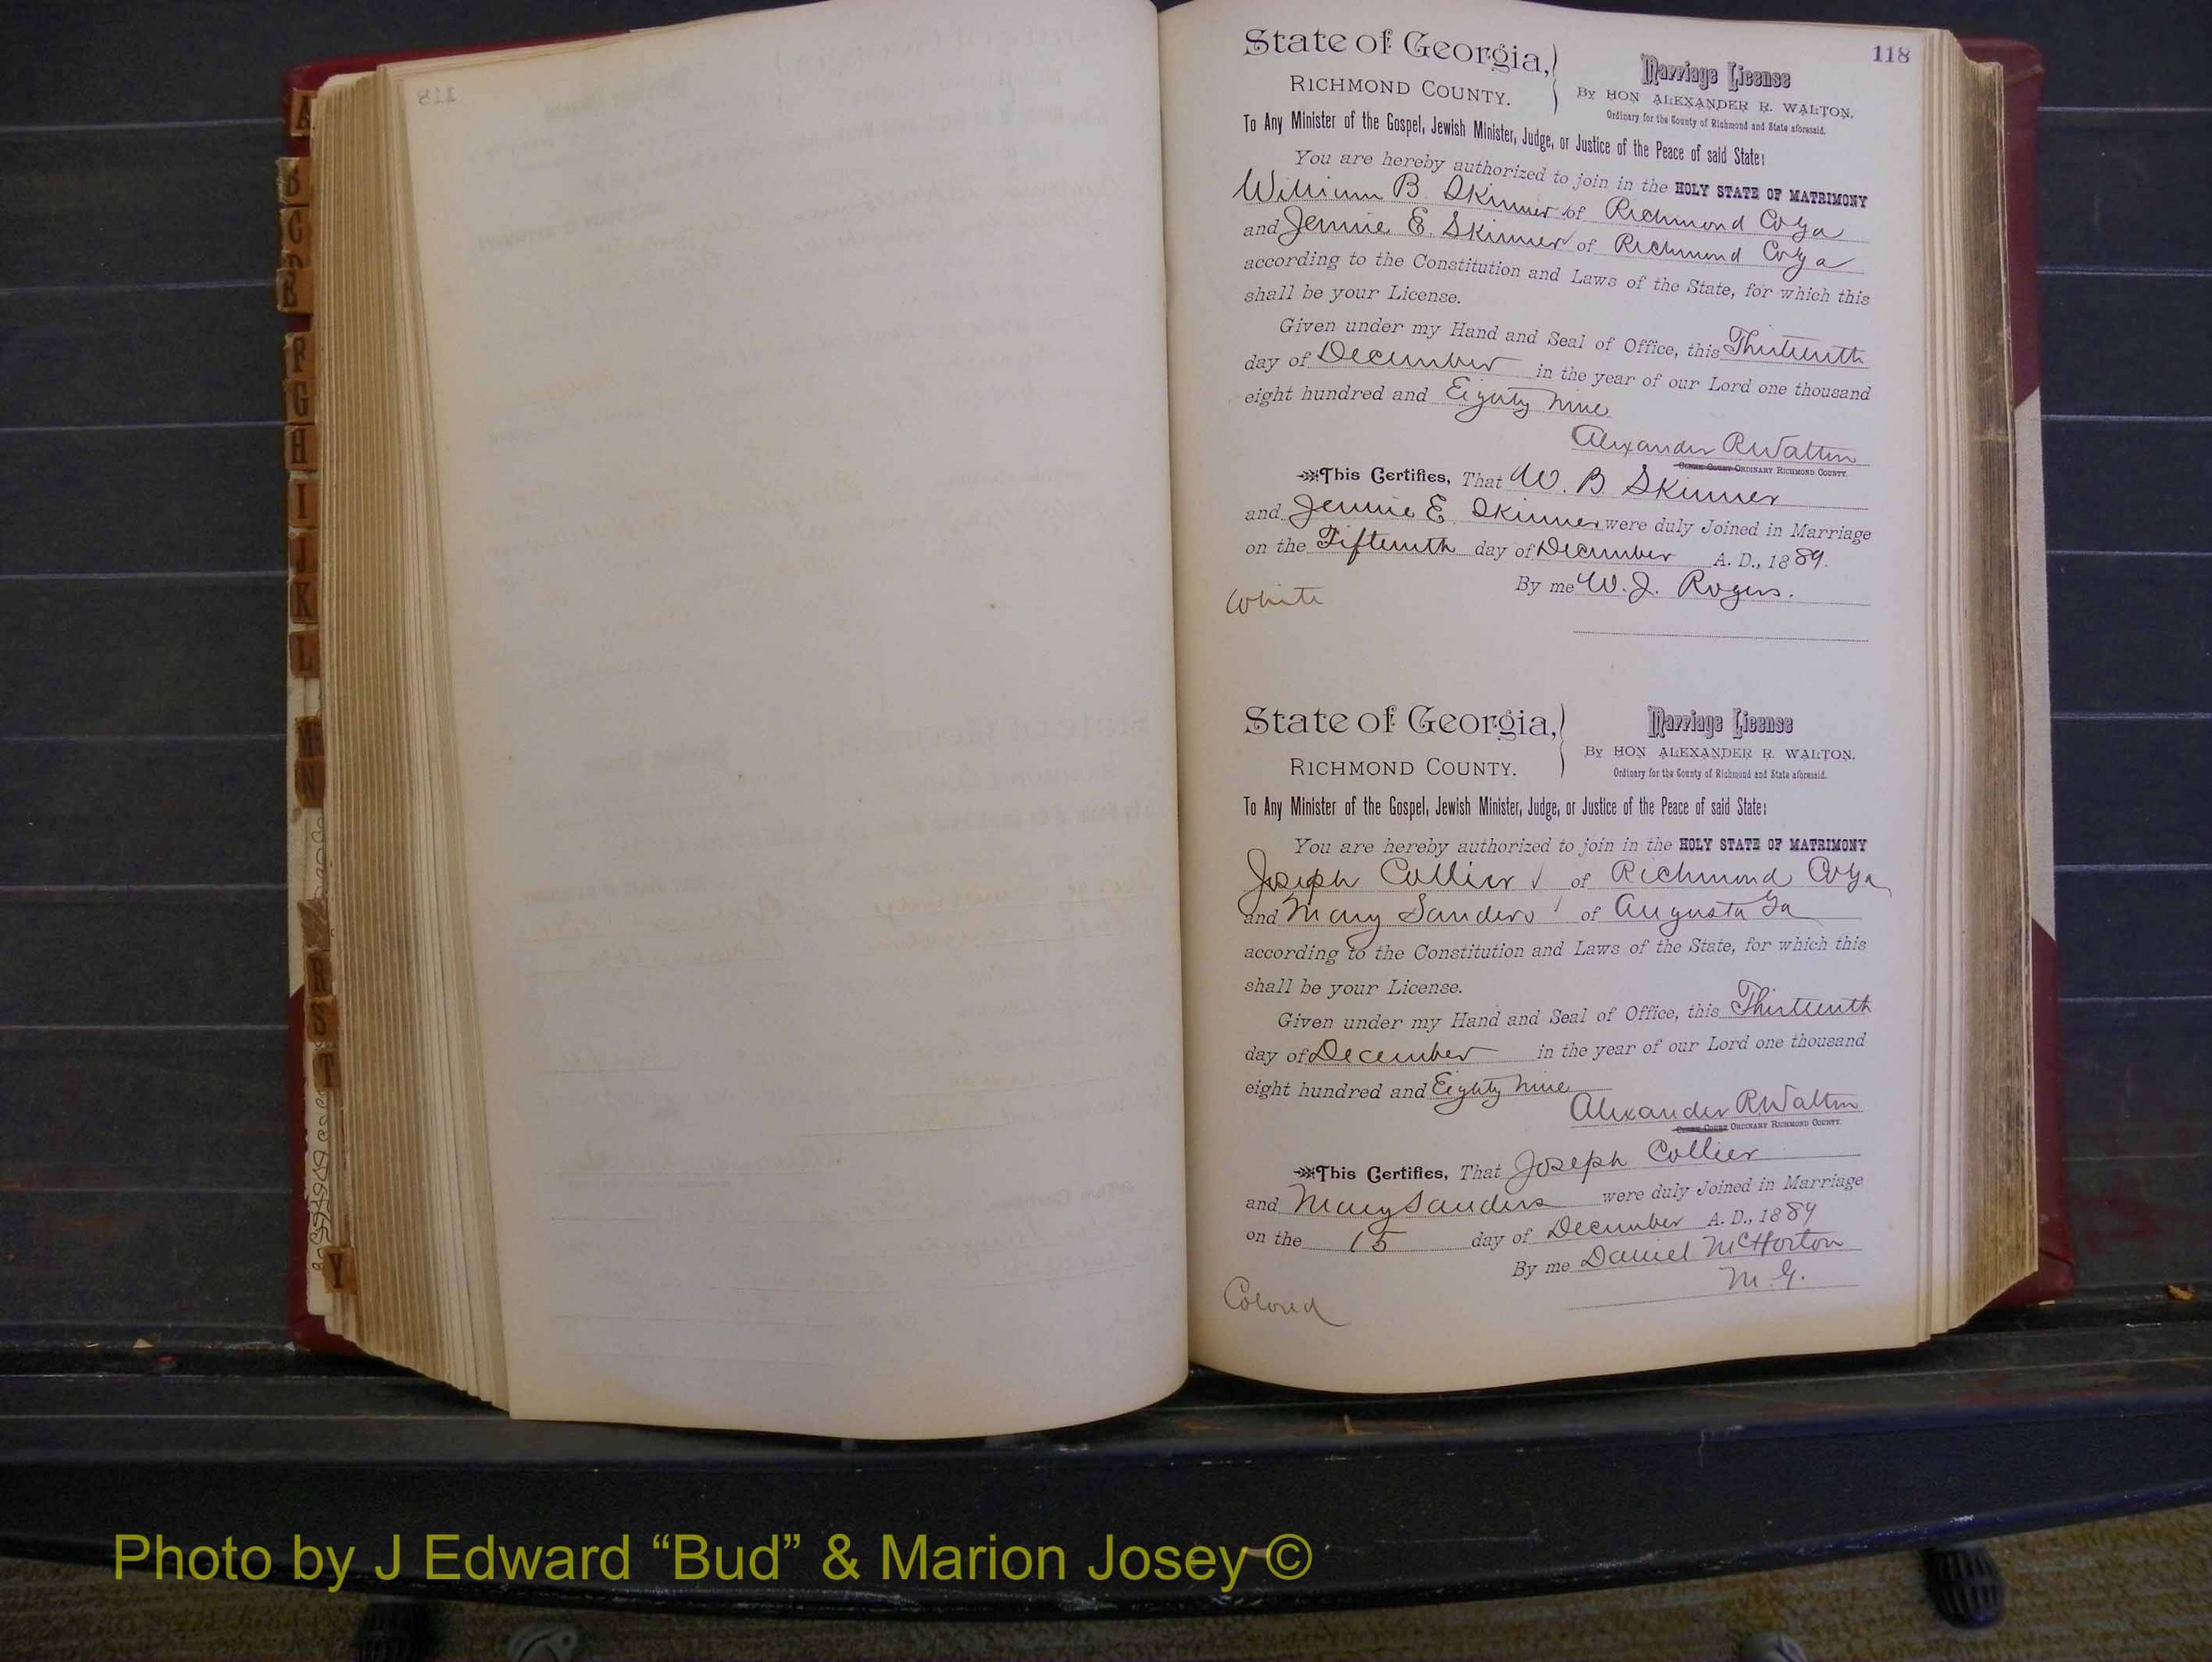 118
State of Georgia,
RICHMOND COUNTY.
Marriage License
By HON ALEXANDER R. WALTON,
Ordinary for the County of Richmond and State aforesaid.
To Any Minister of the Gospel, Jewish Minister, Judge, or Justice of the Peace of said State:
You are hereby authorized to join in the HOLY STATE OF MATRIMONY
William B. Skinner of Richmond Co Ga
and Jennie E. Skinner of Richmond Co Ga
according to the Constitution and Laws of the State, for which this
shall be your License.
Given under my Hand and Seal of Office, this Thirteenth
day of December in the year of our Lord one thousand
eight hundred and Eighty Nine
Alexander R Walton
CLERK COURT ORDINARY RICHMOND COUNTY.
This Certifies, That W. B. Skinner
and Jennie E. Skinner were duly Joined in Marriage
on the Fifteenth day of December A. D., 1889.
By me W. J. Rogers.
White
State of Georgia,
RICHMOND COUNTY.
Marriage License
By HON ALEXANDER R. WALTON,
Ordinary for the County of Richmond and State aforesaid.
To Any Minister of the Gospel, Jewish Minister, Judge, or Justice of the Peace of said State:
You are hereby authorized to join in the HOLY STATE OF MATRIMONY
Joseph Collier of Richmond Co Ga
and Mary Sanders of Augusta Ga
according to the Constitution and Laws of the State, for which this
shall be your License.
Given under my Hand and Seal of Office, this Thirteenth
day of December in the year of our Lord one thousand
eight hundred and Eighty Nine
Alexander R Walton
CLERK COURT ORDINARY RICHMOND COUNTY.
This Certifies, That Joseph Collier
and Mary Sanders were duly Joined in Marriage
on the 15 day of December A. D., 1889
By me Daniel McHorton
M. G.
Colored
A
B
C
F
G
H
I
J
K
L
N
R
S
T
Y
Photo by J Edward “Bud” & Marion Josey ©